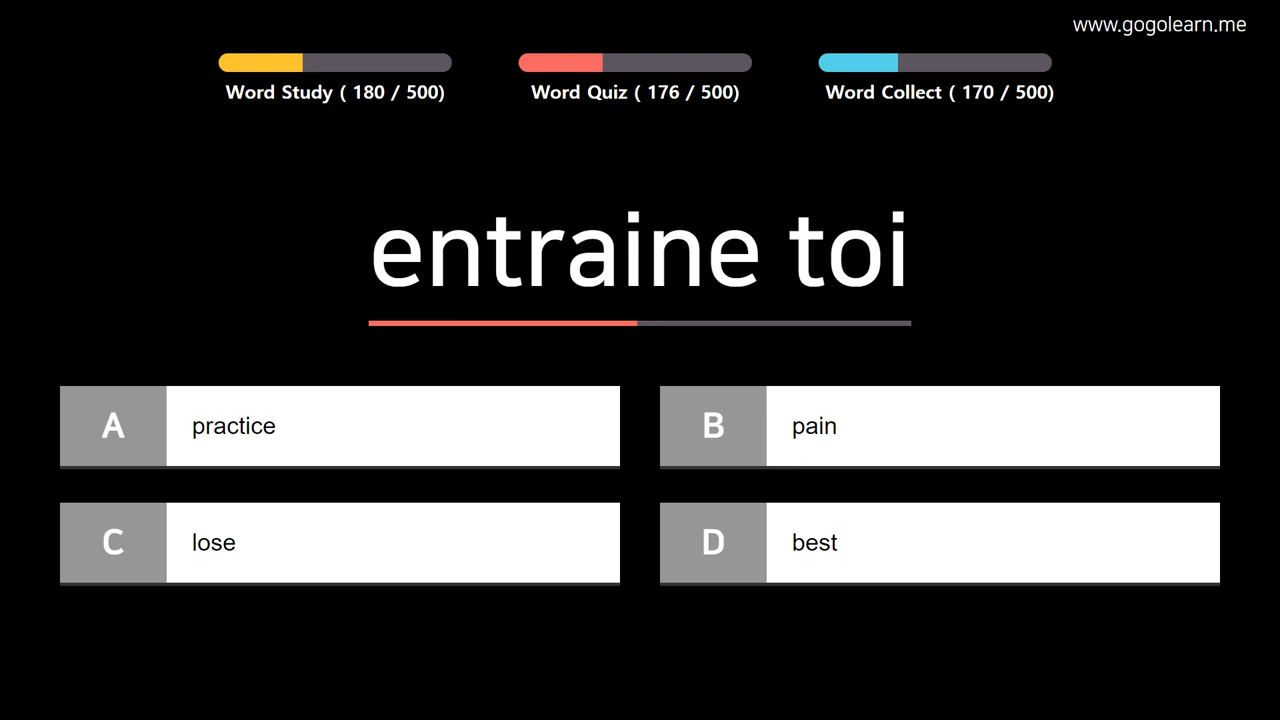 www.gogolearn.me
Word Study ( 180 / 500)
Word Quiz ( 176 / 500)
Word Collect ( 170 / 500)
entraine toi
A practice
B pain
C lose
D best